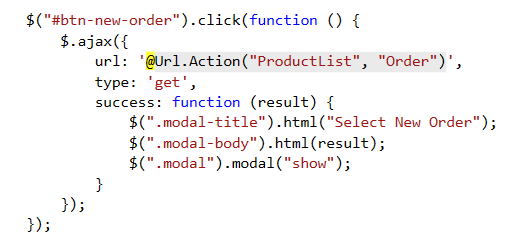 $("#btn-new-order").click(function () {
    $.ajax({
        url: '@Url.Action("ProductList", "Order")',
        type: 'get',
        success: function (result) {
            $(".modal-title").html("Select New Order");
            $(".modal-body").html(result);
            $(".modal").modal("show");
        }
    });
});